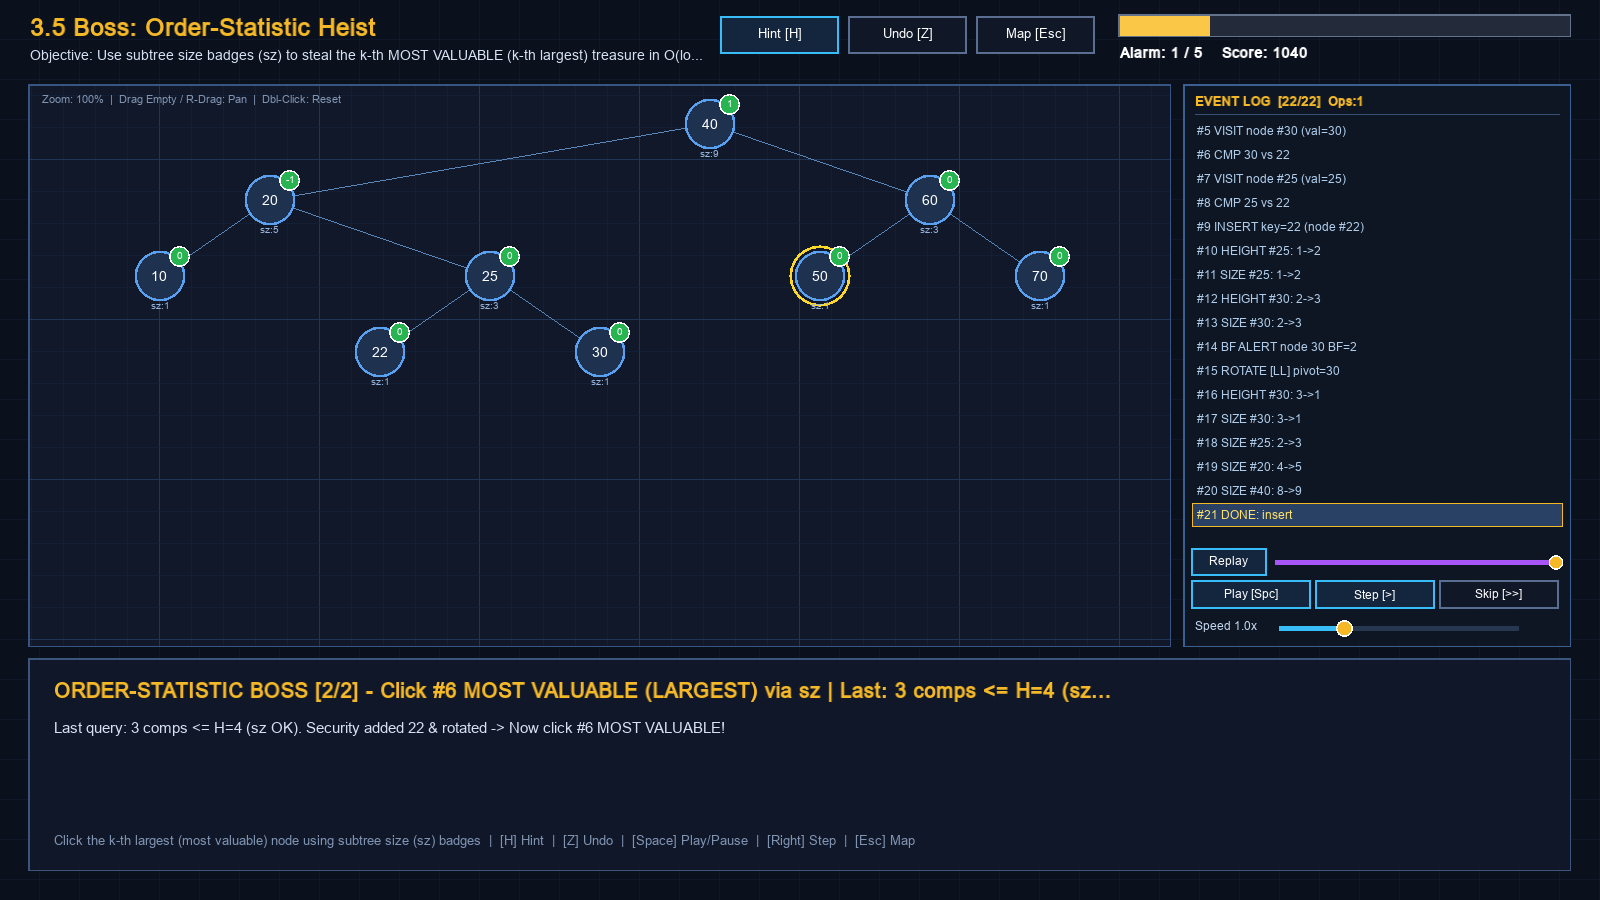 3.5 Boss: Order-Statistic Heist
Objective: Use subtree size badges (sz) to steal the k-th MOST VALUABLE (k-th largest) treasure in O(lo...
Hint [H]
Undo [Z]
Map [Esc]
Alarm: 1 / 5 Score: 1040
Zoom: 100% | Drag Empty / R-Drag: Pan | Dbl-Click: Reset
1
40
sz:9
-1
20
sz:5
0
60
sz:3
0
10
sz:1
0
25
sz:3
0
50
sz:1
0
70
sz:1
0
22
sz:1
0
30
sz:1
EVENT LOG [22/22] Ops:1
#5 VISIT node #30 (val=30)
#6 CMP 30 vs 22
#7 VISIT node #25 (val=25)
#8 CMP 25 vs 22
#9 INSERT key=22 (node #22)
#10 HEIGHT #25: 1->2
#11 SIZE #25: 1->2
#12 HEIGHT #30: 2->3
#13 SIZE #30: 2->3
#14 BF ALERT node 30 BF=2
#15 ROTATE [LL] pivot=30
#16 HEIGHT #30: 3->1
#17 SIZE #30: 3->1
#18 SIZE #25: 2->3
#19 SIZE #20: 4->5
#20 SIZE #40: 8->9
#21 DONE: insert
Replay
Play [Spc]
Step [>]
Skip [>>]
Speed 1.0x
ORDER-STATISTIC BOSS [2/2] - Click #6 MOST VALUABLE (LARGEST) via sz | Last: 3 comps <= H=4 (sz...
Last query: 3 comps <= H=4 (sz OK). Security added 22 & rotated -> Now click #6 MOST VALUABLE!
Click the k-th largest (most valuable) node using subtree size (sz) badges | [H] Hint | [Z] Undo | [Space] Play/Pause | [Right] Step | [Esc] Map